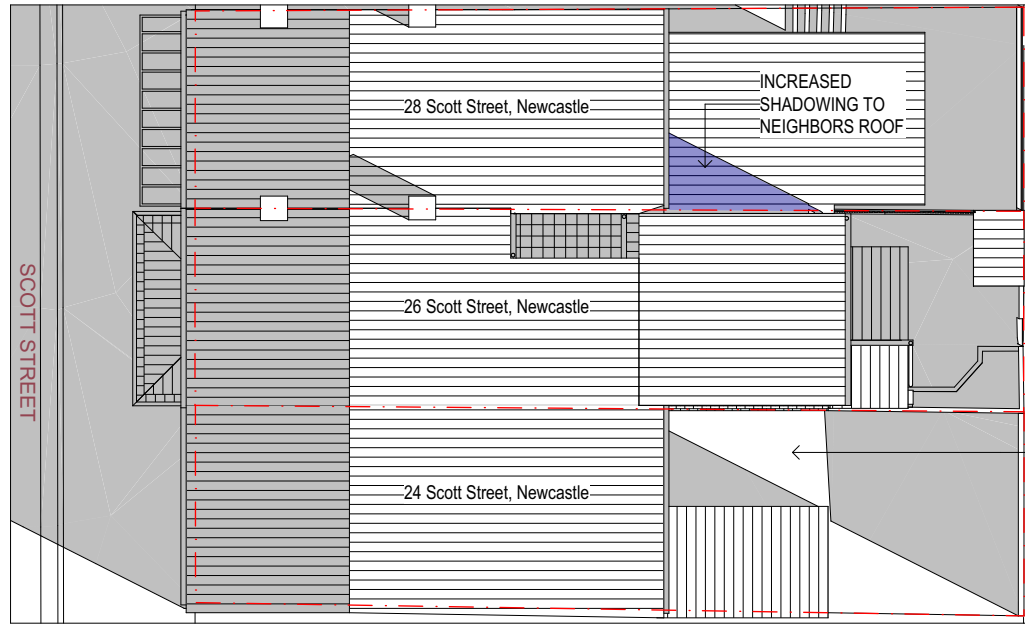 INCREASED
SHADOWING TO
NEIGHBORS ROOF
28 Scott Street, Newcastle
SCOTT STREET
26 Scott Street, Newcastle
24 Scott Street, Newcastle